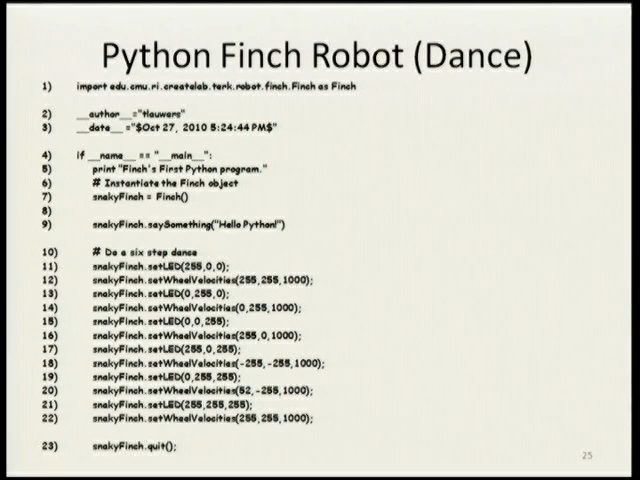 Python Finch Robot (Dance)
1) import edu.cmu.ri.createlab.terk.robot.finch.Finch as Finch
2) __author__="tlauwers"
3) __date__ ="$Oct 27, 2010 5:24:44 PM$"
4) if __name__ == "__main__":
5) print "Finch's First Python program."
6) # Instantiate the Finch object
7) snakyFinch = Finch()
8)
9) snakyFinch.saySomething("Hello Python!")
10) # Do a six step dance
11) snakyFinch.setLED(255,0,0);
12) snakyFinch.setWheelVelocities(255,255,1000);
13) snakyFinch.setLED(0,255,0);
14) snakyFinch.setWheelVelocities(0,255,1000);
15) snakyFinch.setLED(0,0,255);
16) snakyFinch.setWheelVelocities(255,0,1000);
17) snakyFinch.setLED(255,0,255);
18) snakyFinch.setWheelVelocities(-255,-255,1000);
19) snakyFinch.setLED(0,255,255);
20) snakyFinch.setWheelVelocities(52,-255,1000);
21) snakyFinch.setLED(255,255,255);
22) snakyFinch.setWheelVelocities(255,255,1000);
23) snakyFinch.quit();
25